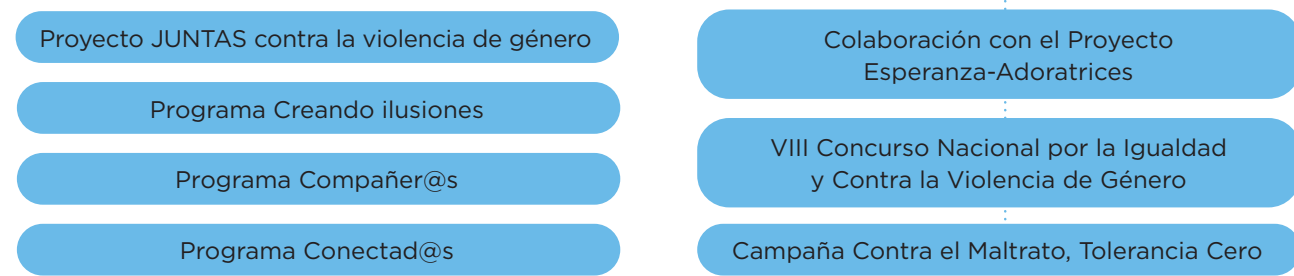 Proyecto JUNTAS contra la violencia de género
Programa Creando ilusiones
Programa Compañer@s
Programa Conectad@s
Colaboración con el Proyecto
Esperanza-Adoratrices
VIII Concurso Nacional por la Igualdad
y Contra la Violencia de Género
Campaña Contra el Maltrato, Tolerancia Cero